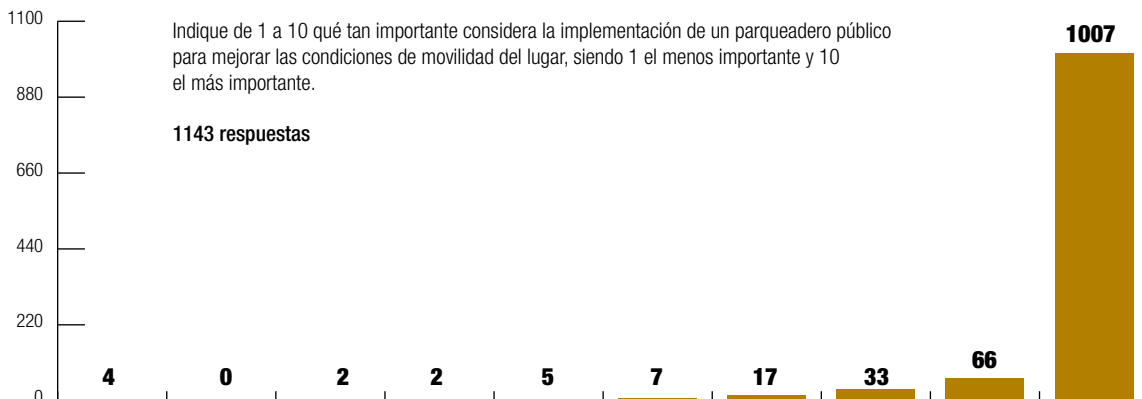 1100
Indique de 1 a 10 qué tan importante considera la implementación de un parqueadero público
para mejorar las condiciones de movilidad del lugar, siendo 1 el menos importante y 10
el más importante.
1143 respuestas
1007
880
660
440
220
0
4 0 2 2 5 7 17 33 66